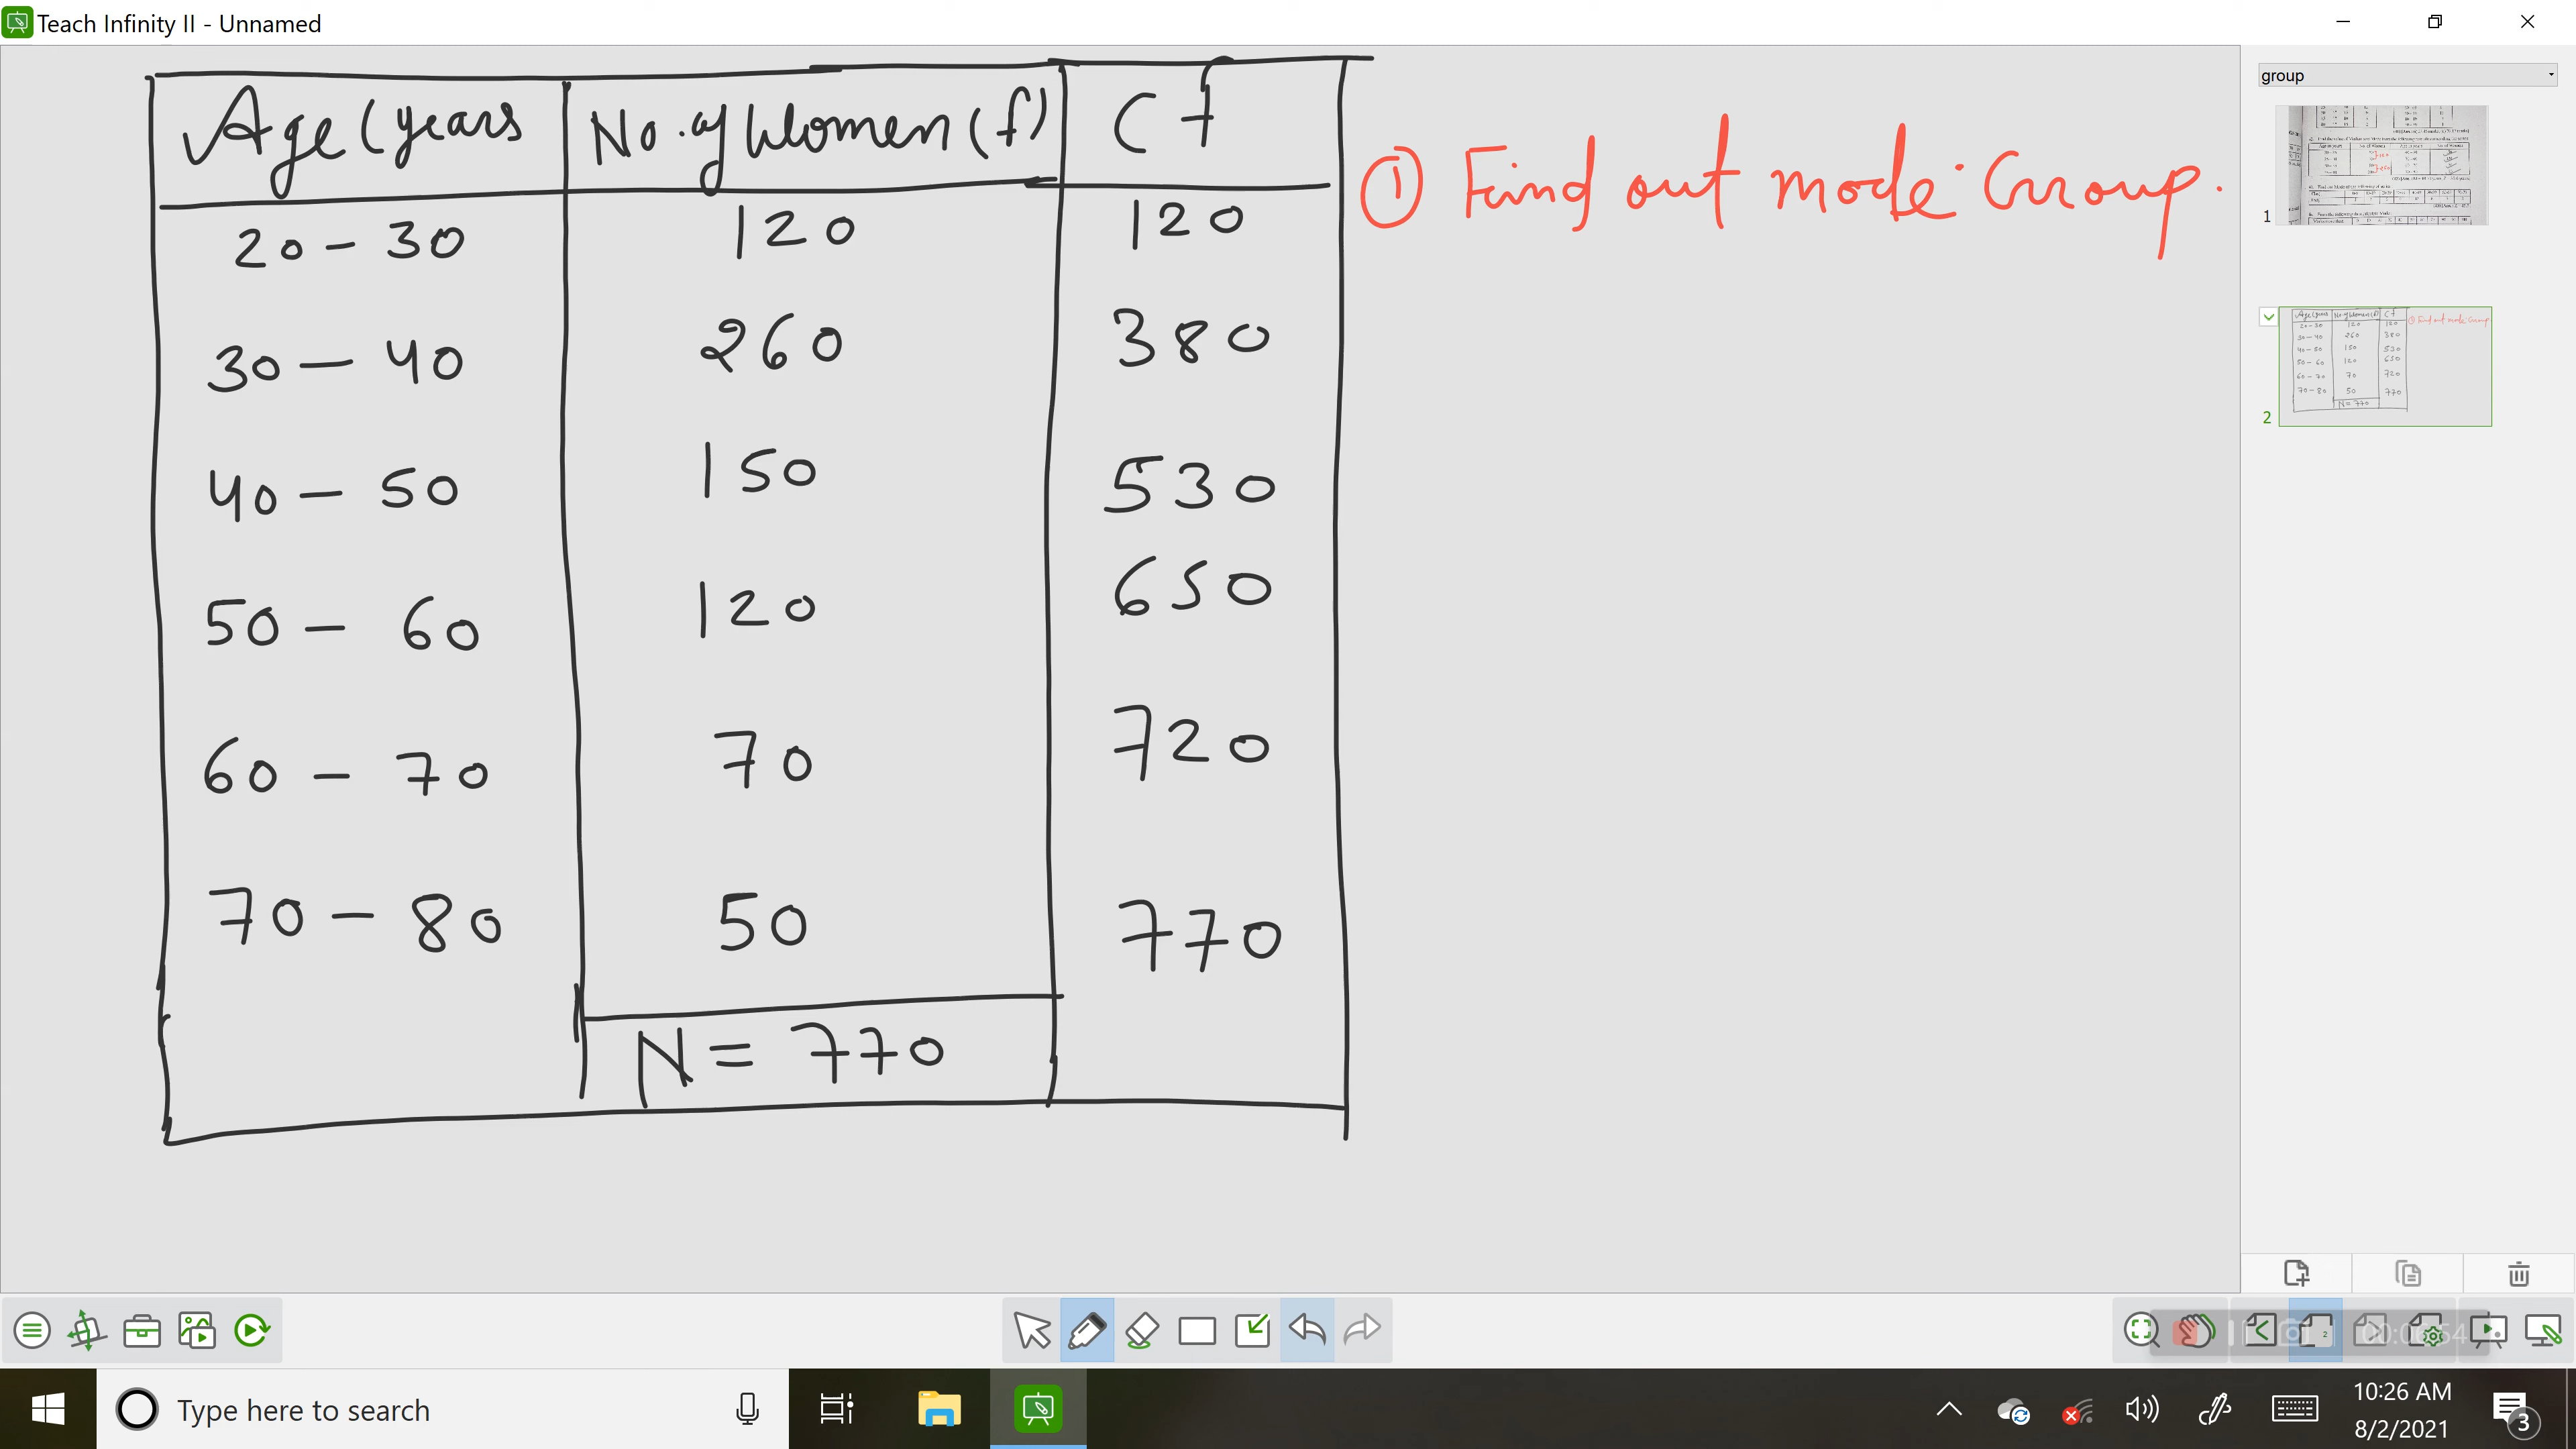 Teach Infinity II - Unnamed
group
Age (years No. of Women (f) Cf
① Find out mode Group.
20 - 30 120 120
30 - 40 260 380
40 - 50 150 530
50 - 60 120 650
60 - 70 70 720
70 - 80 50 770
N = 770
1
2
Type here to search
10:26 AM
8/2/2021
3